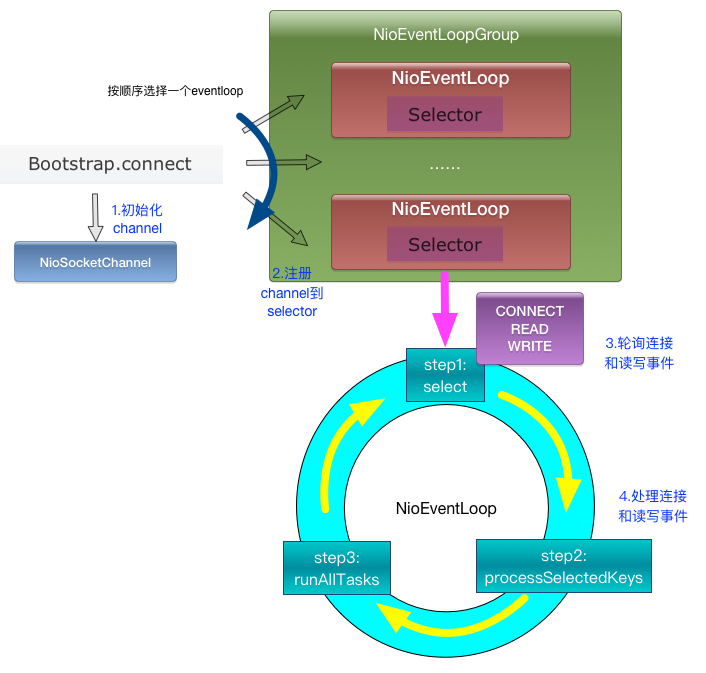 NioEventLoopGroup
NioEventLoop
Selector
按顺序选择一个eventloop
......
Bootstrap.connect
NioEventLoop
Selector
1.初始化
channel
NioSocketChannel
2.注册
channel到
selector
CONNECT
READ
WRITE
3.轮询连接
和读写事件
step1:
select
4.处理连接
和读写事件
NioEventLoop
step3:
runAllTasks
step2:
processSelectedKeys